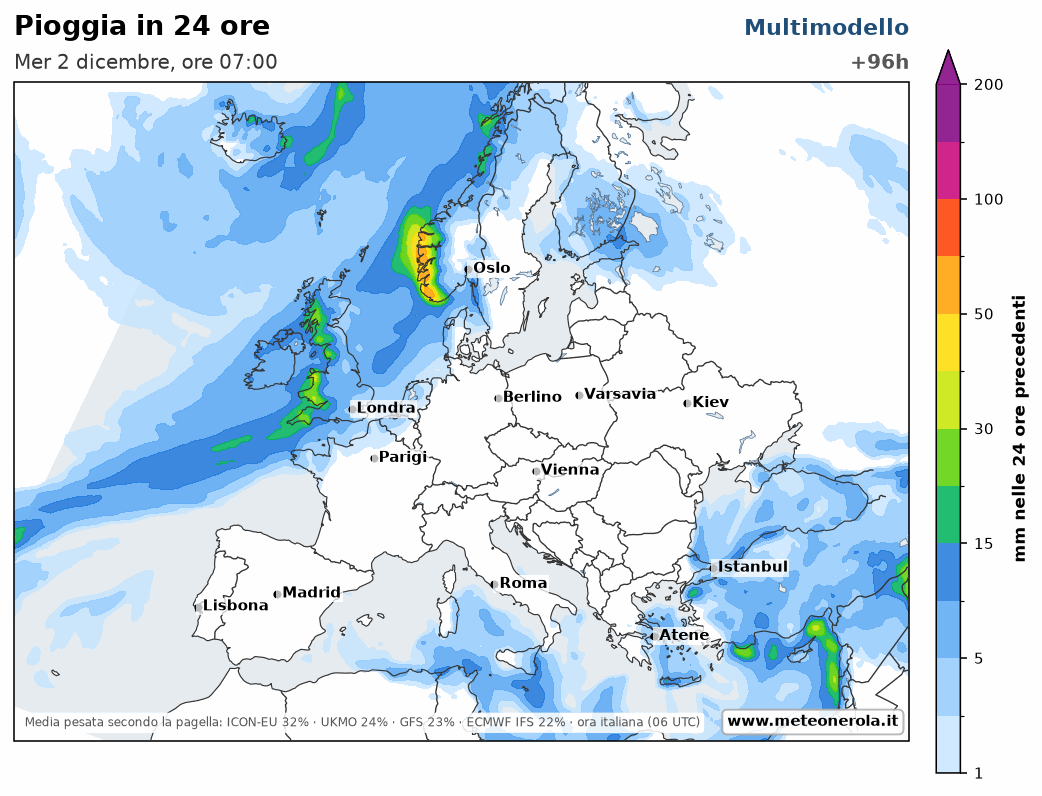 Pioggia in 24 ore
Multimodello
Mer 2 dicembre, ore 07:00
+96h
200
100
50
30
15
5
1
mm nelle 24 ore precedenti
Oslo
Londra
Berlino
Varsavia
Kiev
Parigi
Vienna
Istanbul
Roma
Madrid
Lisbona
Atene
Media pesata secondo la pagella: ICON-EU 32% · UKMO 24% · GFS 23% · ECMWF IFS 22% · ora italiana (06 UTC)
www.meteonerola.it